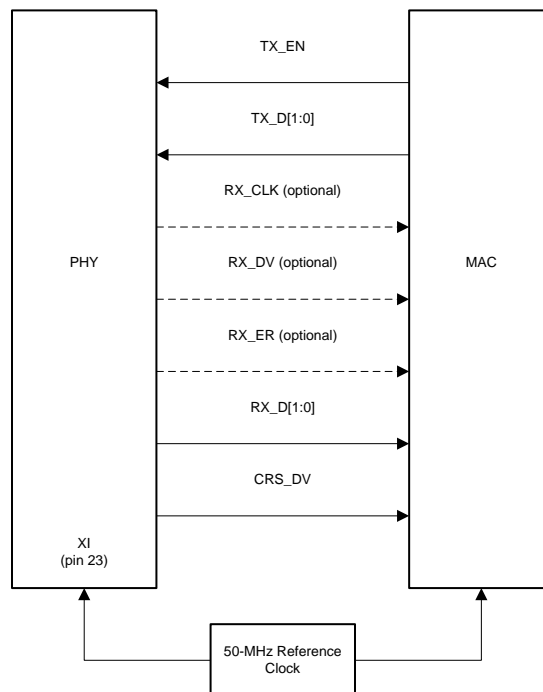 TX_EN
TX_D[1:0]
RX_CLK (optional)
PHY
RX_DV (optional)
MAC
RX_ER (optional)
RX_D[1:0]
CRS_DV
XI
(pin 23)
50-MHz Reference
Clock